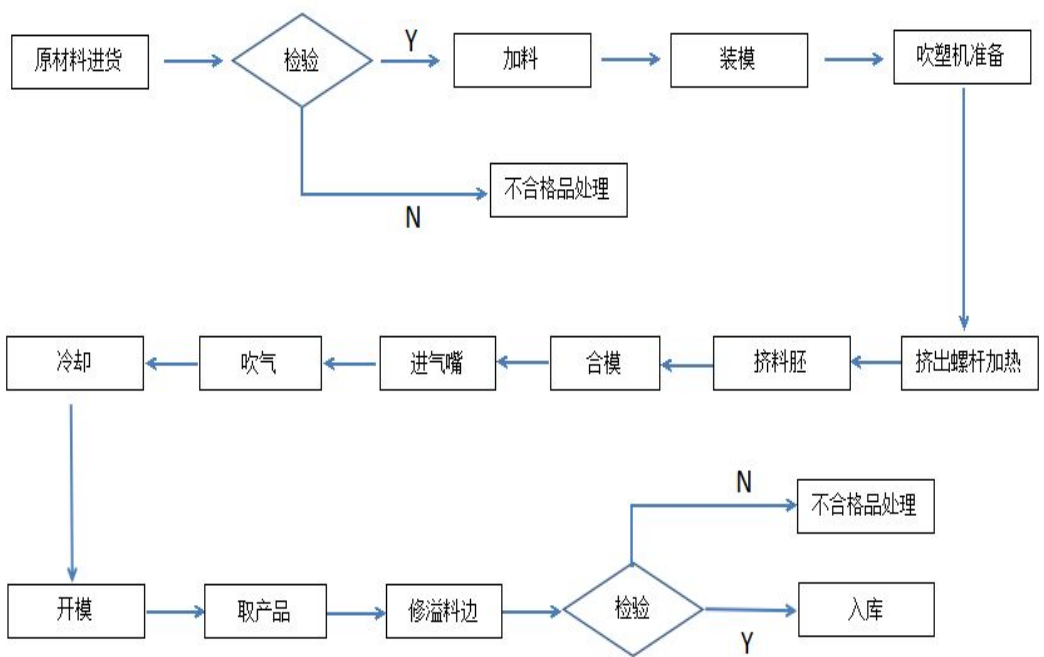 原材料进货
检验
Y
加料
装模
吹塑机准备
N
不合格品处理
冷却
吹气
进气嘴
合模
挤料胚
挤出螺杆加热
N
不合格品处理
开模
取产品
修溢料边
检验
Y
入库